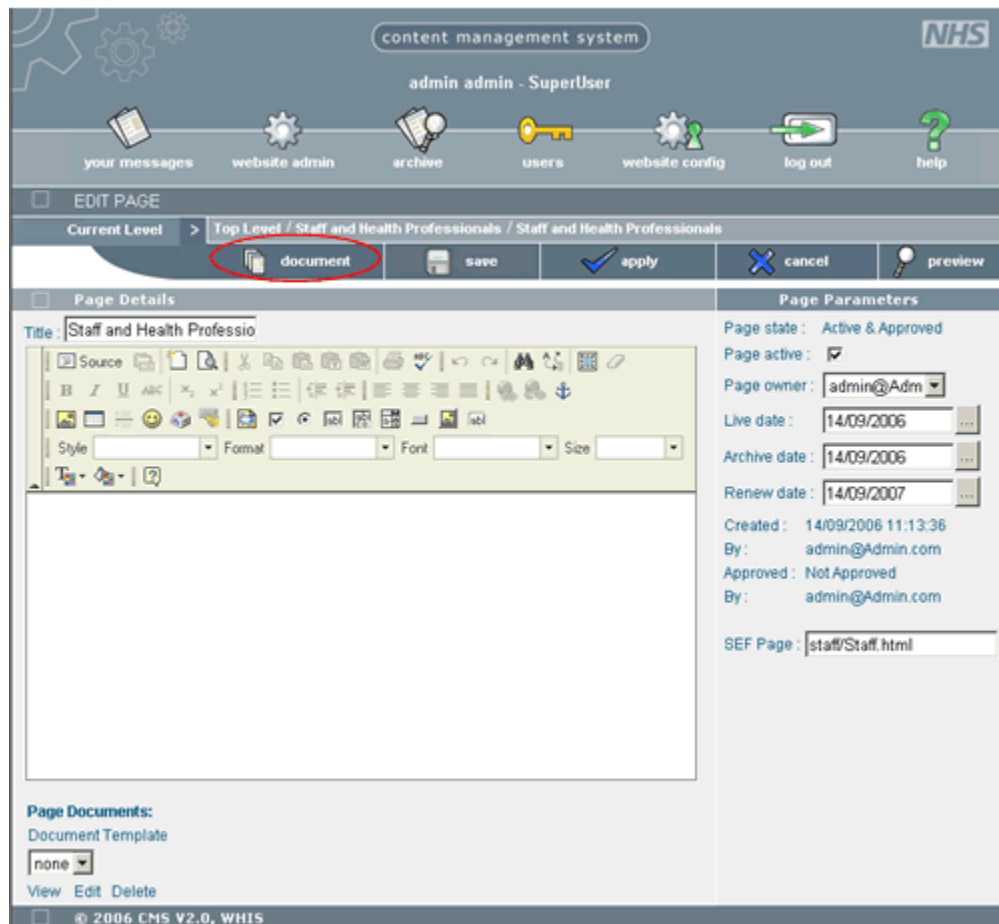 content management system
NHS
admin admin - SuperUser
your messages website admin archive users website config log out help
EDIT PAGE
Current Level > Top Level / Staff and Health Professionals / Staff and Health Professionals
document save apply cancel preview
Page Details
Title : Staff and Health Professio
Source
B I U ABC
Style Format Font Size
Page Documents:
Document Template
none
View Edit Delete
Page Parameters
Page state : Active & Approved
Page active :
Page owner : admin@Adm
Live date : 14/09/2006 ...
Archive date : 14/09/2006 ...
Renew date : 14/09/2007 ...
Created : 14/09/2006 11:13:36
By : admin@Admin.com
Approved : Not Approved
By : admin@Admin.com
SEF Page : staff/Staff.html
© 2006 CMS V2.0, WHIS